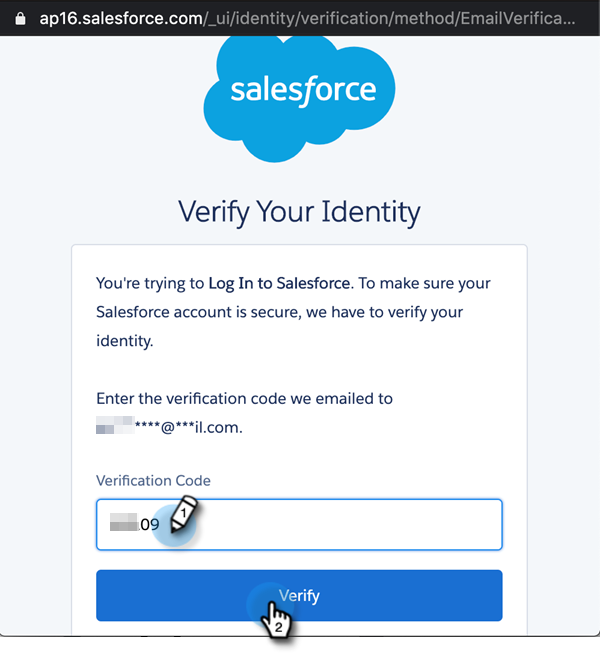 ap16.salesforce.com/_ui/identity/verification/method/EmailVerifica...
salesforce
Verify Your Identity
You're trying to Log In to Salesforce. To make sure your
Salesforce account is secure, we have to verify your
identity.
Enter the verification code we emailed to
****@***il.com.
Verification Code
09
1
Verify
2